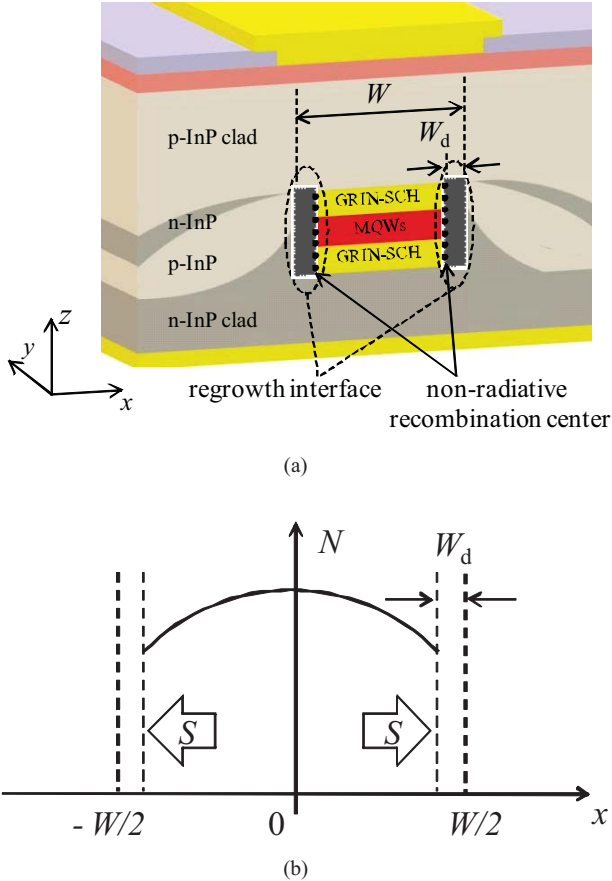 W
W_d
p-InP clad
GRIN-SCH
MQWs
GRIN-SCH
n-InP
p-InP
n-InP clad
z
y
x
regrowth interface
non-radiative
recombination center
(a)
N
W_d
S
S
- W/2
0
W/2
x
(b)